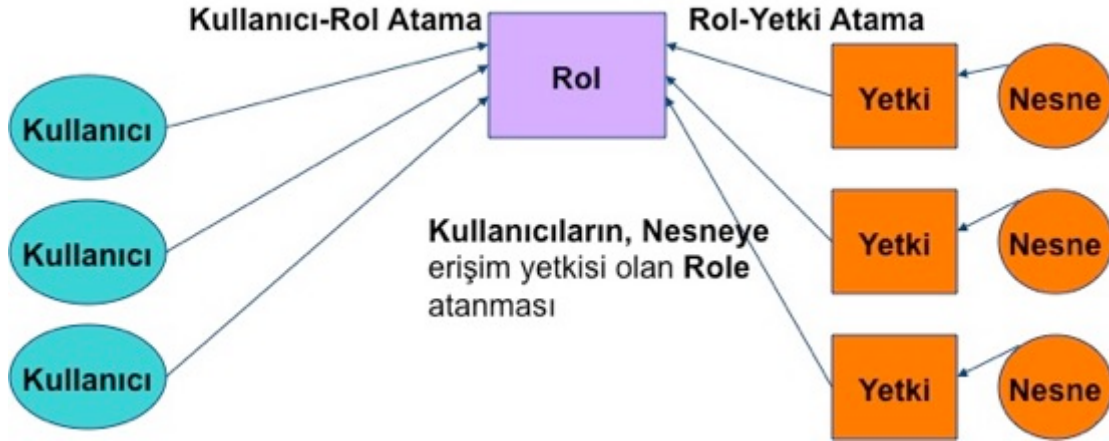 Kullanıcı-Rol Atama
Rol-Yetki Atama
Rol
Kullanıcı
Yetki
Nesne
Kullanıcı
Kullanıcıların, Nesneye
erişim yetkisi olan Role
atanması
Yetki
Nesne
Kullanıcı
Yetki
Nesne